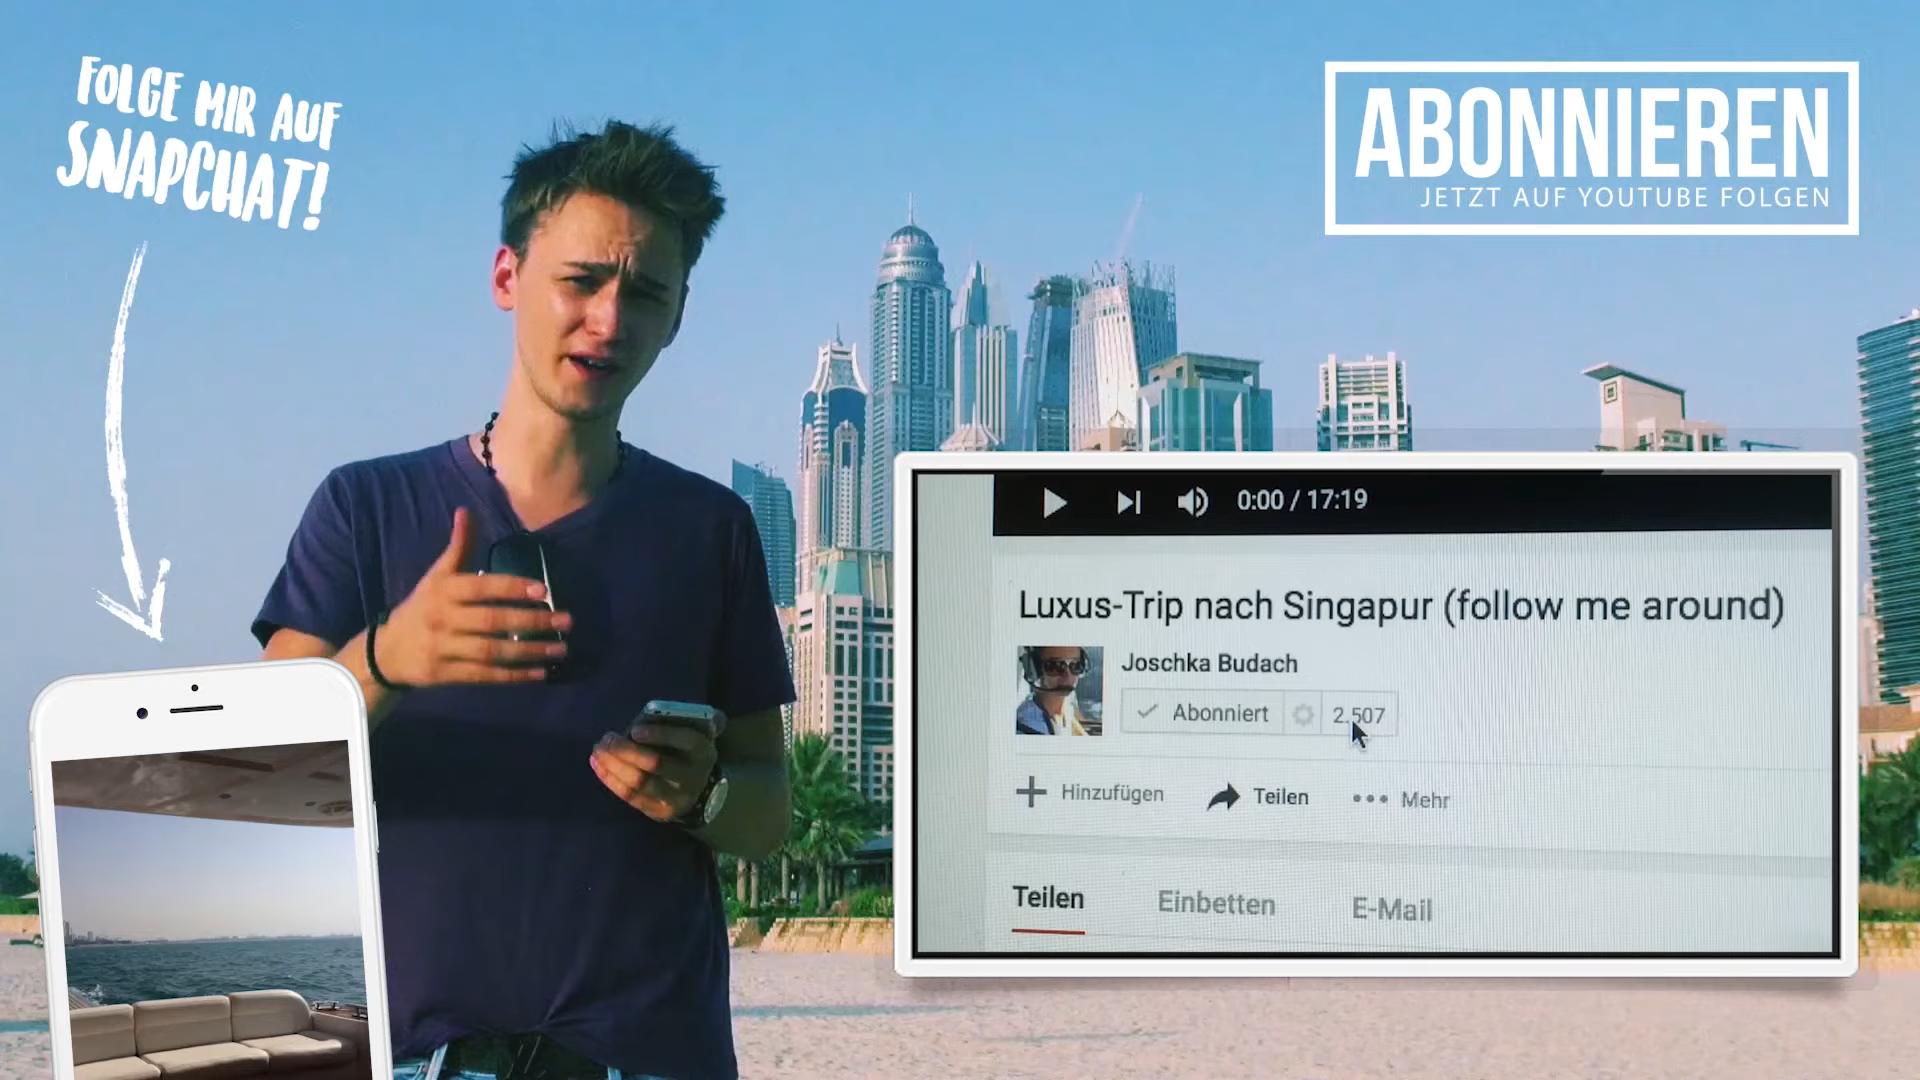 FOLGE MIR AUF
SNAPCHAT!
ABONNIEREN
JETZT AUF YOUTUBE FOLGEN
0:00 / 17:19
Luxus-Trip nach Singapur (follow me around)
Joschka Budach
Abonniert 2.507
Hinzufügen Teilen Mehr
Teilen Einbetten E-Mail